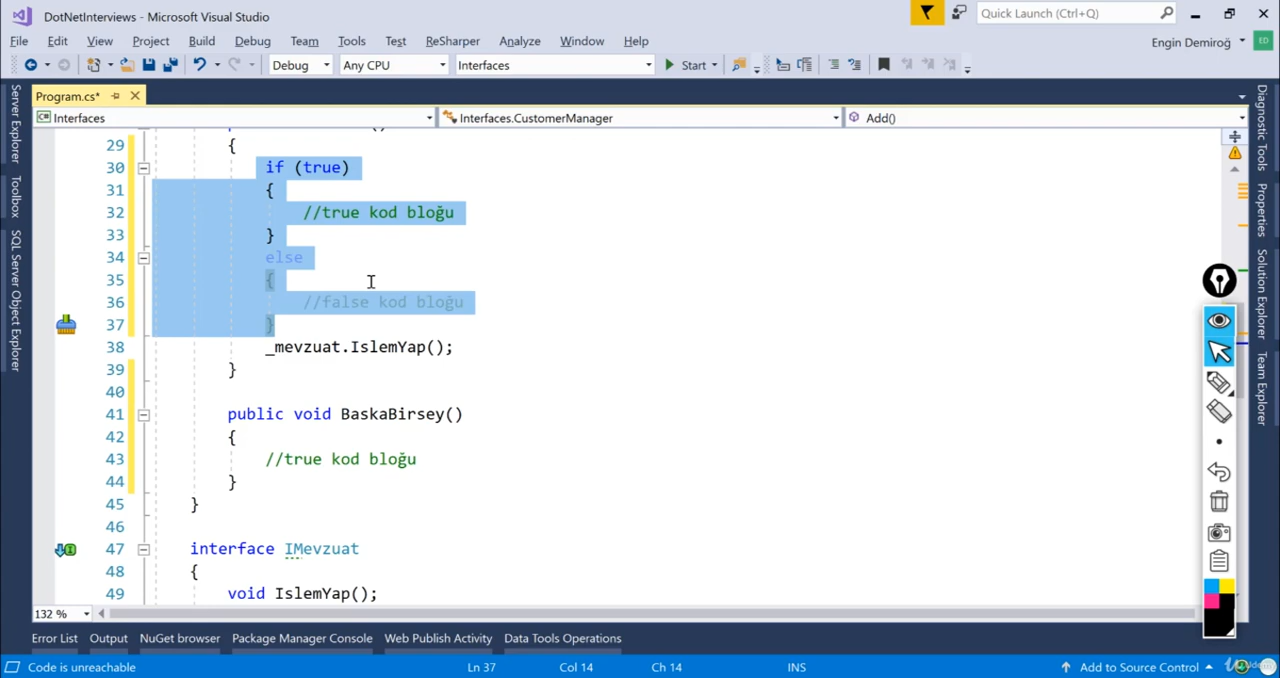 DotNetInterviews - Microsoft Visual Studio
Quick Launch (Ctrl+Q)
File Edit View Project Build Debug Team Tools Test ReSharper Analyze Window Help
Engin Demiroğ ED
Debug Any CPU Interfaces Start
Program.cs*
Interfaces Interfaces.CustomerManager Add()
29 {
30 if (true)
31 {
32 //true kod bloğu
33 }
34 else
35 {
36 //false kod bloğu
37 }
38 _mevzuat.IslemYap();
39 }
40
41 public void BaskaBirsey()
42 {
43 //true kod bloğu
44 }
45 }
46
47 interface IMevzuat
48 {
49 void IslemYap();
Server Explorer
Toolbox
SQL Server Object Explorer
Diagnostic Tools
Properties
Solution Explorer
Team Explorer
132 %
Error List Output NuGet browser Package Manager Console Web Publish Activity Data Tools Operations
Code is unreachable Ln 37 Col 14 Ch 14 INS Add to Source Control